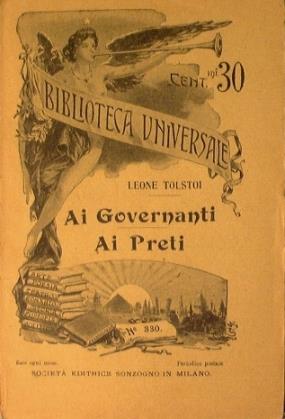 CENT. 30
BIBLIOTECA UNIVERSALE
LEONE TOLSTOI
Ai Governanti
Ai Preti
Nº 330.
Esce ogni mese.
Periodico postale
SOCIETÀ EDITRICE SONZOGNO IN MILANO.